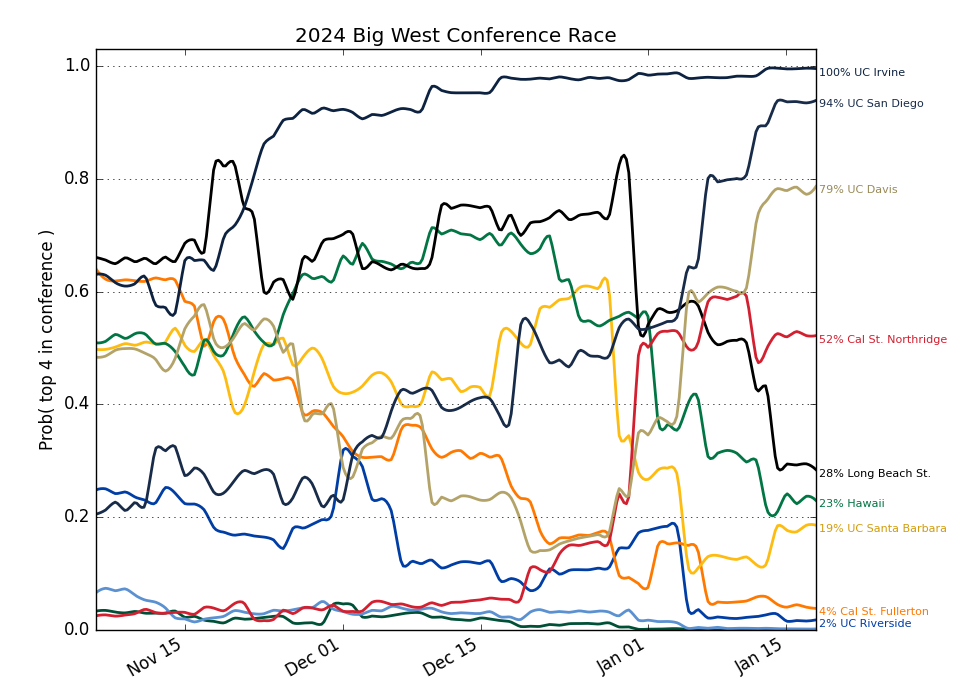 2024 Big West Conference Race
Prob( top 4 in conference )
1.0
0.8
0.6
0.4
0.2
0.0
Nov 15
Dec 01
Dec 15
Jan 01
Jan 15
100% UC Irvine
94% UC San Diego
79% UC Davis
52% Cal St. Northridge
28% Long Beach St.
23% Hawaii
19% UC Santa Barbara
4% Cal St. Fullerton
2% UC Riverside